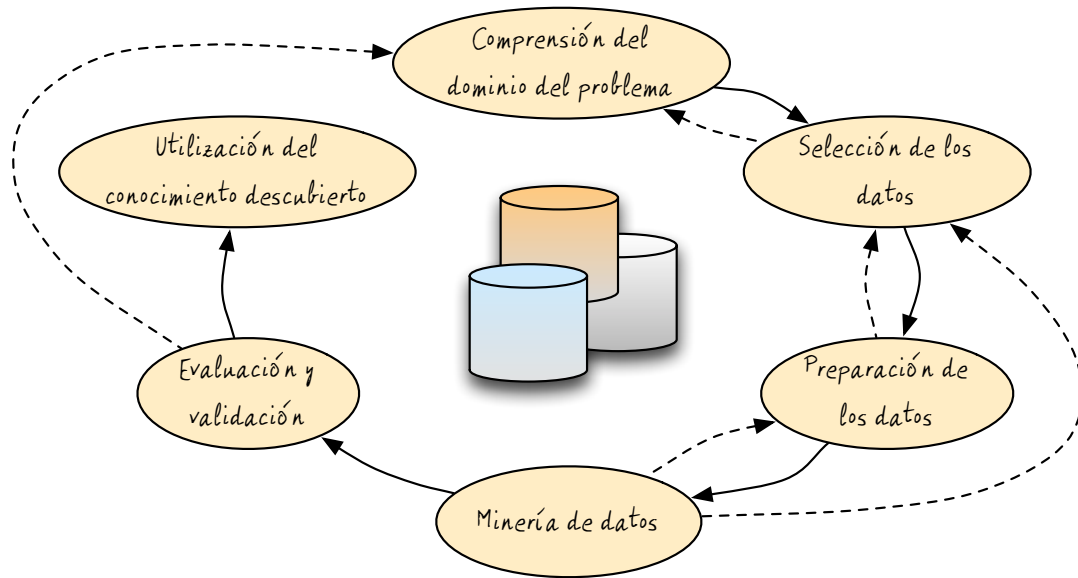 Comprensión del
dominio del problema
Selección de los
datos
Preparación de
los datos
Minería de datos
Evaluación y
validación
Utilización del
conocimiento descubierto